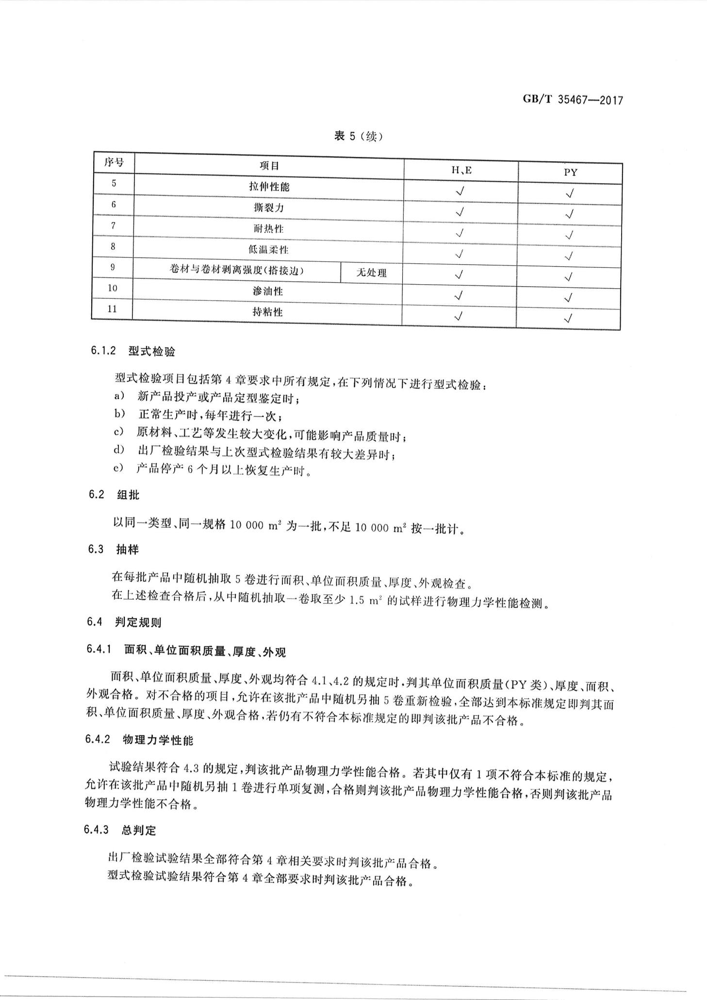 GB/T 35467—2017
表 5（续）
序号 项目 H、E PY
5 拉伸性能 √ √
6 撕裂力 √ √
7 耐热性 √ √
8 低温柔性 √ √
9 卷材与卷材剥离强度(搭接边) 无处理 √ √
10 渗油性 √ √
11 持粘性 √ √
6.1.2 型式检验
型式检验项目包括第 4 章要求中所有规定,在下列情况下进行型式检验:
a) 新产品投产或产品定型鉴定时;
b) 正常生产时,每年进行一次;
c) 原材料、工艺等发生较大变化,可能影响产品质量时;
d) 出厂检验结果与上次型式检验结果有较大差异时;
e) 产品停产 6 个月以上恢复生产时。
6.2 组批
以同一类型、同一规格 10 000 m² 为一批,不足 10 000 m² 按一批计。
6.3 抽样
在每批产品中随机抽取 5 卷进行面积、单位面积质量、厚度、外观检查。
在上述检查合格后,从中随机抽取一卷取至少 1.5 m² 的试样进行物理力学性能检测。
6.4 判定规则
6.4.1 面积、单位面积质量、厚度、外观
面积、单位面积质量、厚度、外观均符合 4.1、4.2 的规定时,判其单位面积质量(PY 类)、厚度、面积、
外观合格。对不合格的项目,允许在该批产品中随机另抽 5 卷重新检验,全部达到本标准规定即判其面
积、单位面积质量、厚度、外观合格,若仍有不符合本标准规定的即判该批产品不合格。
6.4.2 物理力学性能
试验结果符合 4.3 的规定,判该批产品物理力学性能合格。若其中仅有 1 项不符合本标准的规定,
允许在该批产品中随机另抽 1 卷进行单项复测,合格则判该批产品物理力学性能合格,否则判该批产品
物理力学性能不合格。
6.4.3 总判定
出厂检验试验结果全部符合第 4 章相关要求时判该批产品合格。
型式检验试验结果符合第 4 章全部要求时判该批产品合格。